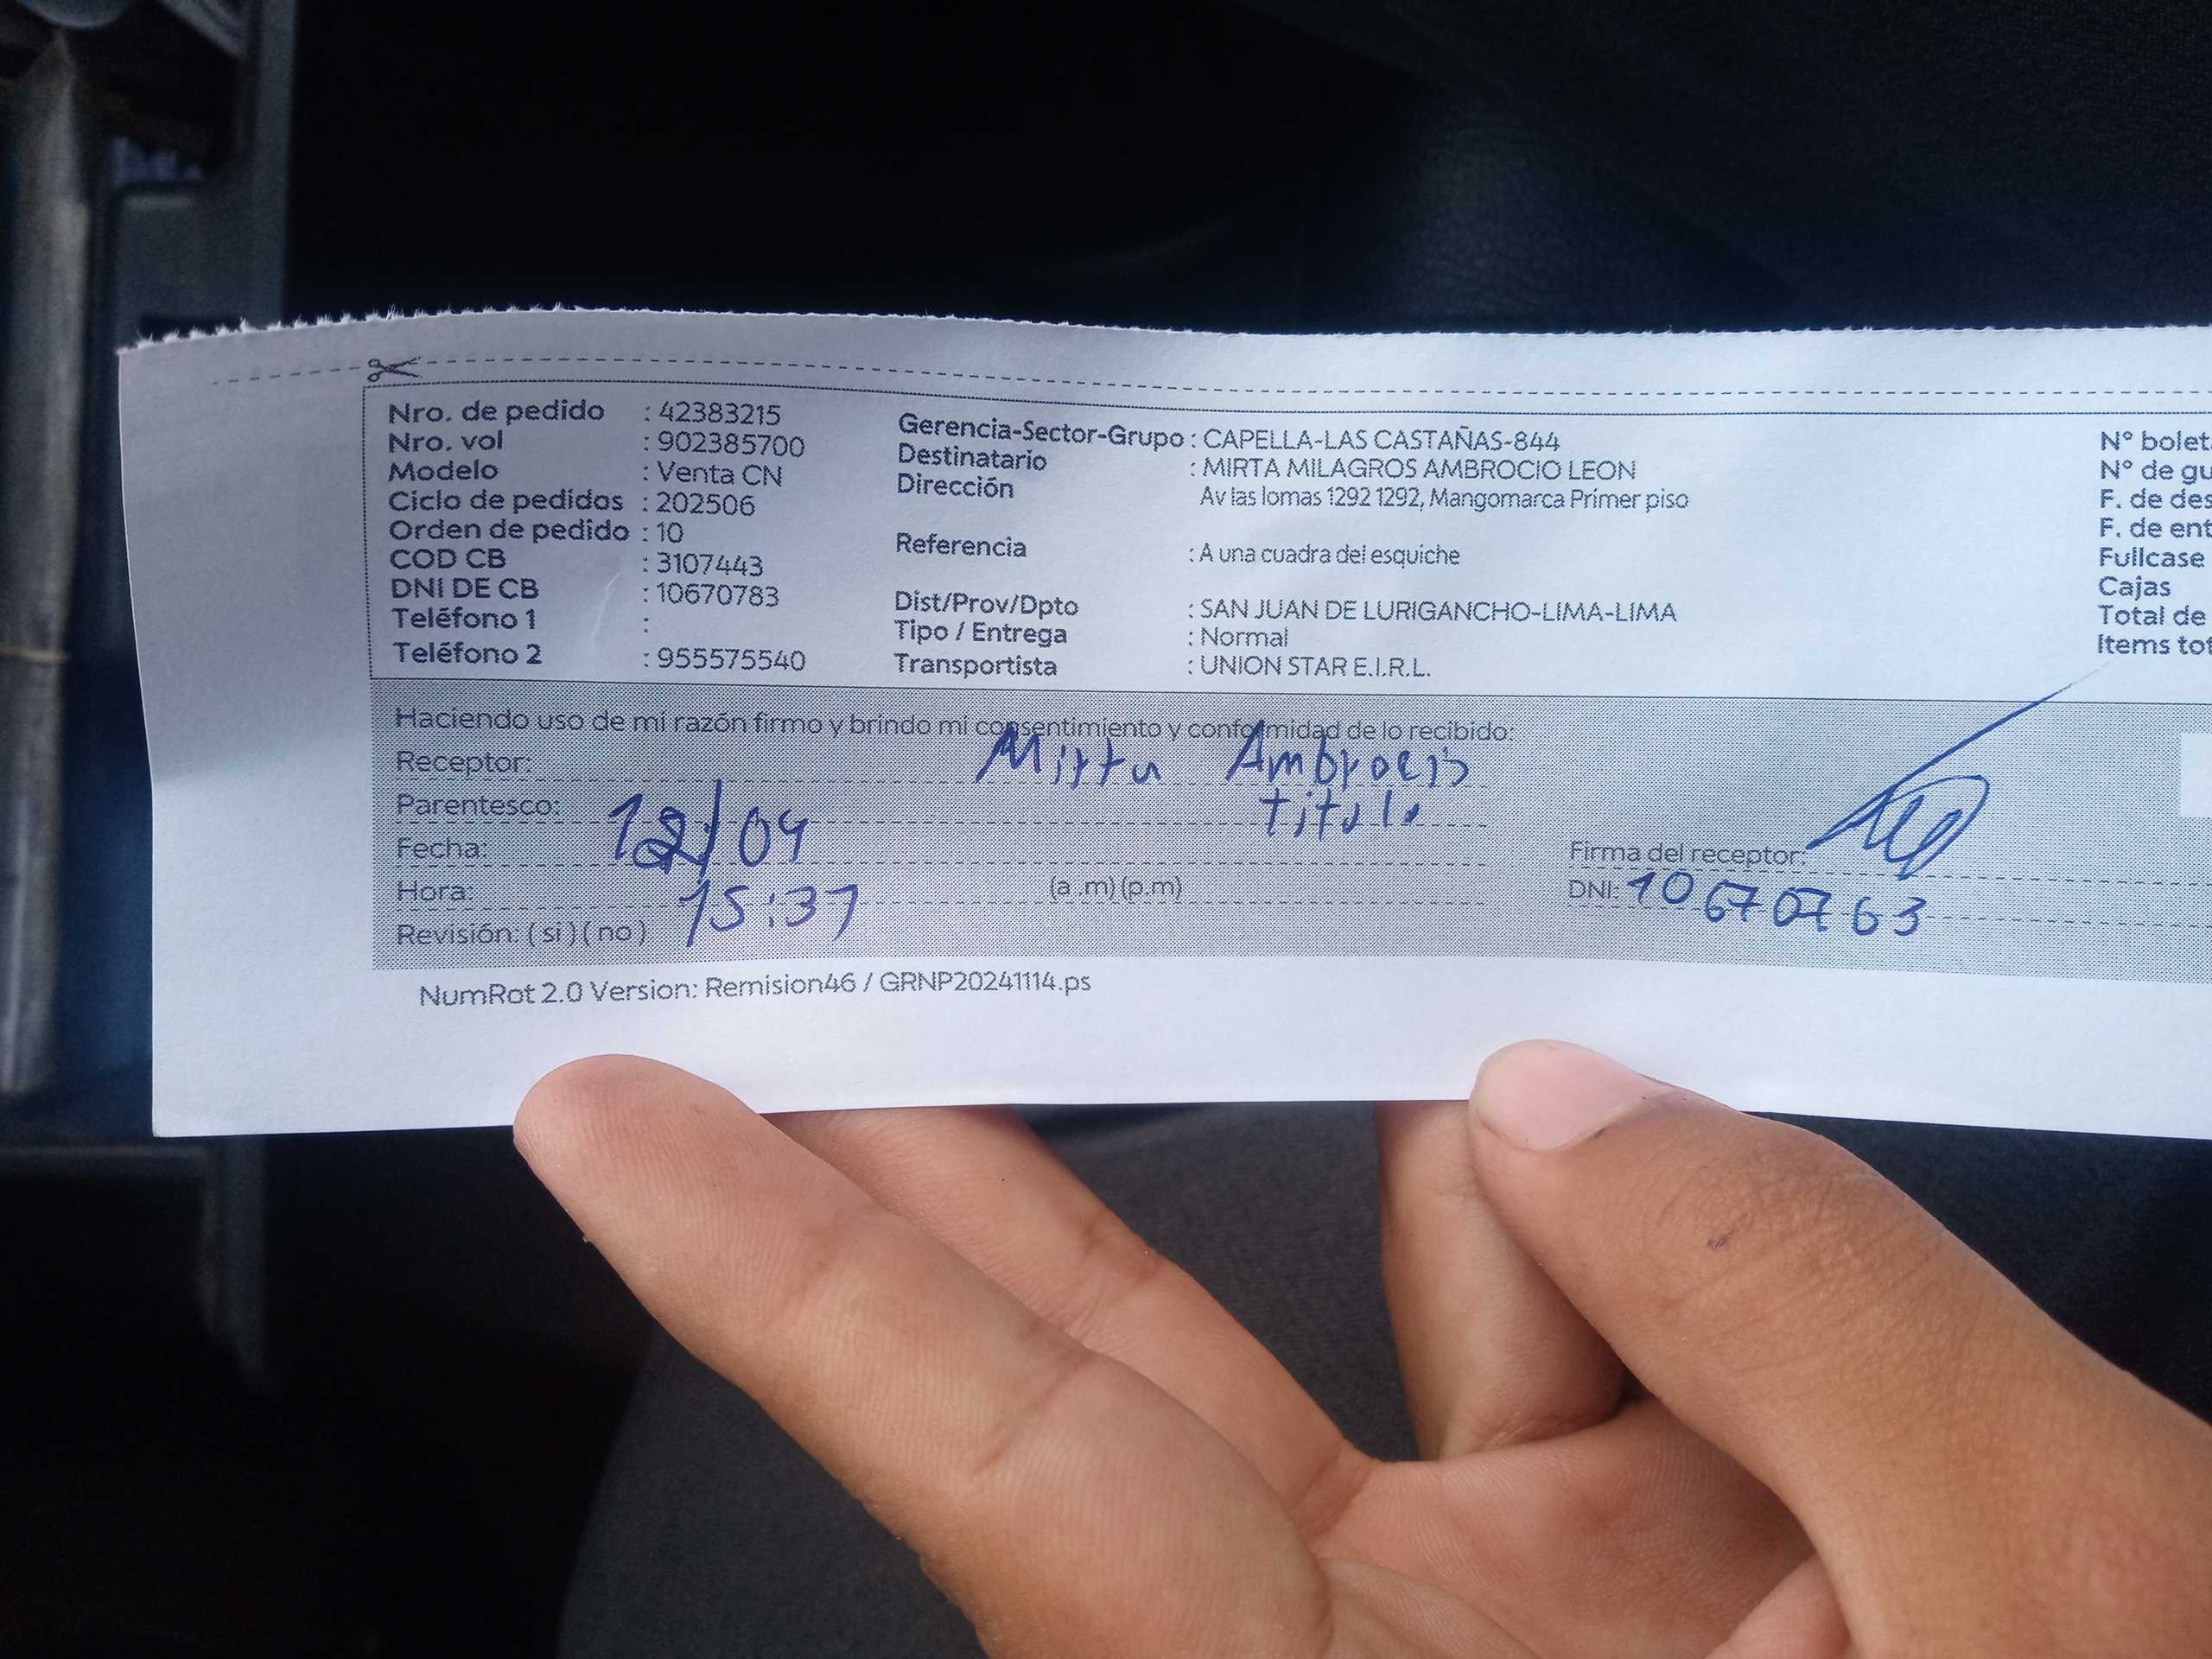 Nro. de pedido : 42383215
Nro. vol : 902385700
Modelo : Venta CN
Ciclo de pedidos : 202506
Orden de pedido : 10
COD CB : 3107443
DNI DE CB : 10670783
Teléfono 1 :
Teléfono 2 : 955575540
Gerencia-Sector-Grupo : CAPELLA-LAS CASTAÑAS-844
Destinatario : MIRTA MILAGROS AMBROCIO LEON
Dirección Av las lomas 1292 1292, Mangomarca Primer piso
Referencia : A una cuadra del esquiche
Dist/Prov/Dpto : SAN JUAN DE LURIGANCHO-LIMA-LIMA
Tipo / Entrega : Normal
Transportista : UNION STAR E.I.R.L.
N° bolet
N° de gu
F. de des
F. de ent
Fullcase
Cajas
Total de
Items tot
Haciendo uso de mi razón firmo y brindo mi consentimiento y conformidad de lo recibido:
Receptor: Mirta Ambrocio
Parentesco: titula
Fecha: 12/04
Hora: 15:37 (a .m) (p.m)
Revisión: ( si ) ( no )
Firma del receptor:
DNI: 10670763
NumRot 2.0 Version: Remision46 / GRNP20241114.ps